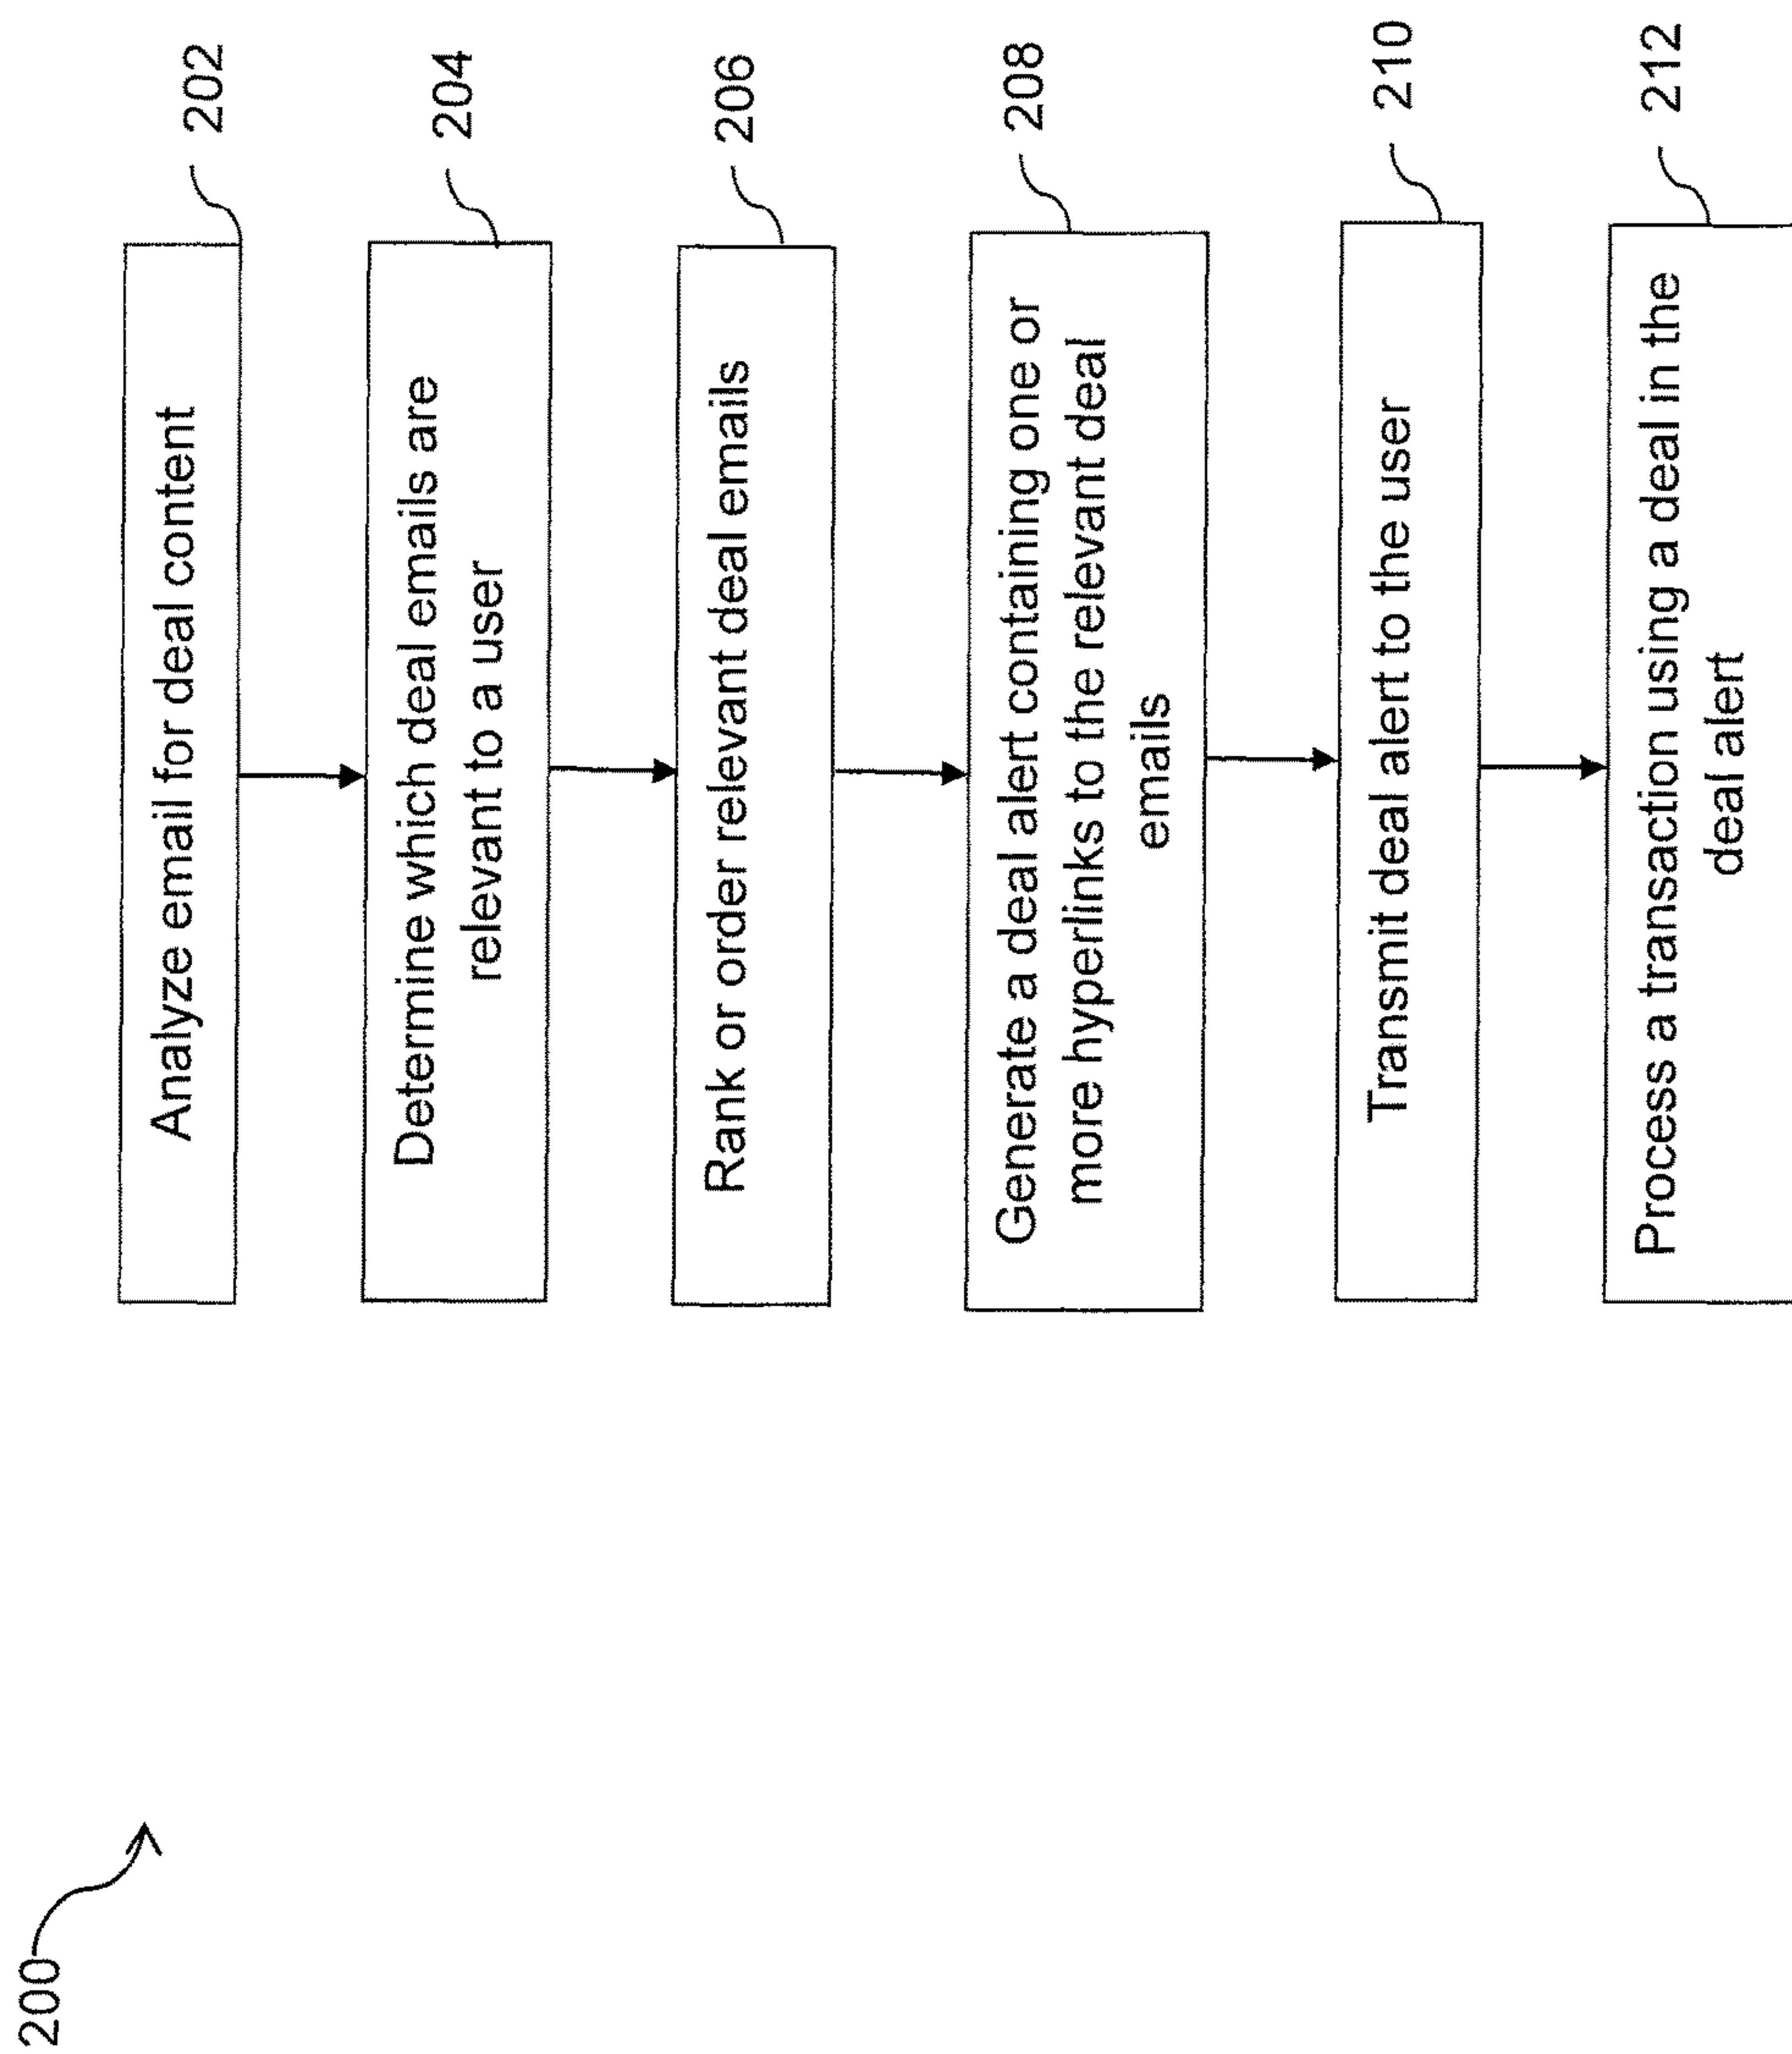 200
Analyze email for deal content
202
Determine which deal emails are
relevant to a user
204
Rank or order relevant deal emails
206
Generate a deal alert containing one or
more hyperlinks to the relevant deal
emails
208
Transmit deal alert to the user
210
Process a transaction using a deal in the
deal alert
212